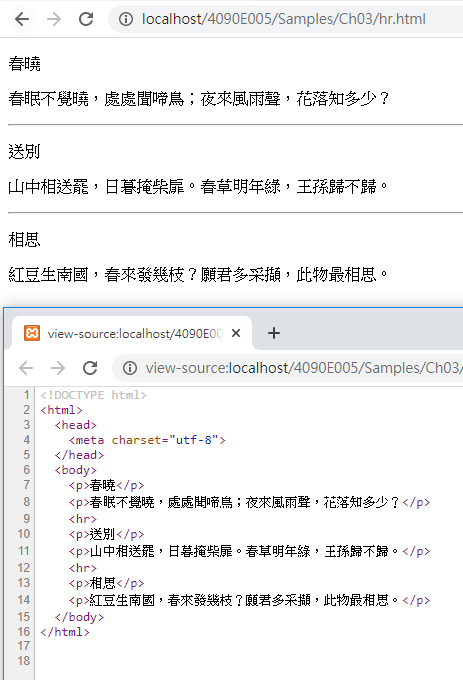 localhost/4090E005/Samples/Ch03/hr.html
春曉
春眠不覺曉，處處聞啼鳥；夜來風雨聲，花落知多少？
送別
山中相送罷，日暮掩柴扉。春草明年綠，王孫歸不歸。
相思
紅豆生南國，春來發幾枝？願君多采擷，此物最相思。
view-source:localhost/4090E00
view-source:localhost/4090E005/Samples/Ch03/
1 <!DOCTYPE html>
2 <html>
3 <head>
4 <meta charset="utf-8">
5 </head>
6 <body>
7 <p>春曉</p>
8 <p>春眠不覺曉，處處聞啼鳥；夜來風雨聲，花落知多少？</p>
9 <hr>
10 <p>送別</p>
11 <p>山中相送罷，日暮掩柴扉。春草明年綠，王孫歸不歸。</p>
12 <hr>
13 <p>相思</p>
14 <p>紅豆生南國，春來發幾枝？願君多采擷，此物最相思。</p>
15 </body>
16 </html>
17
18